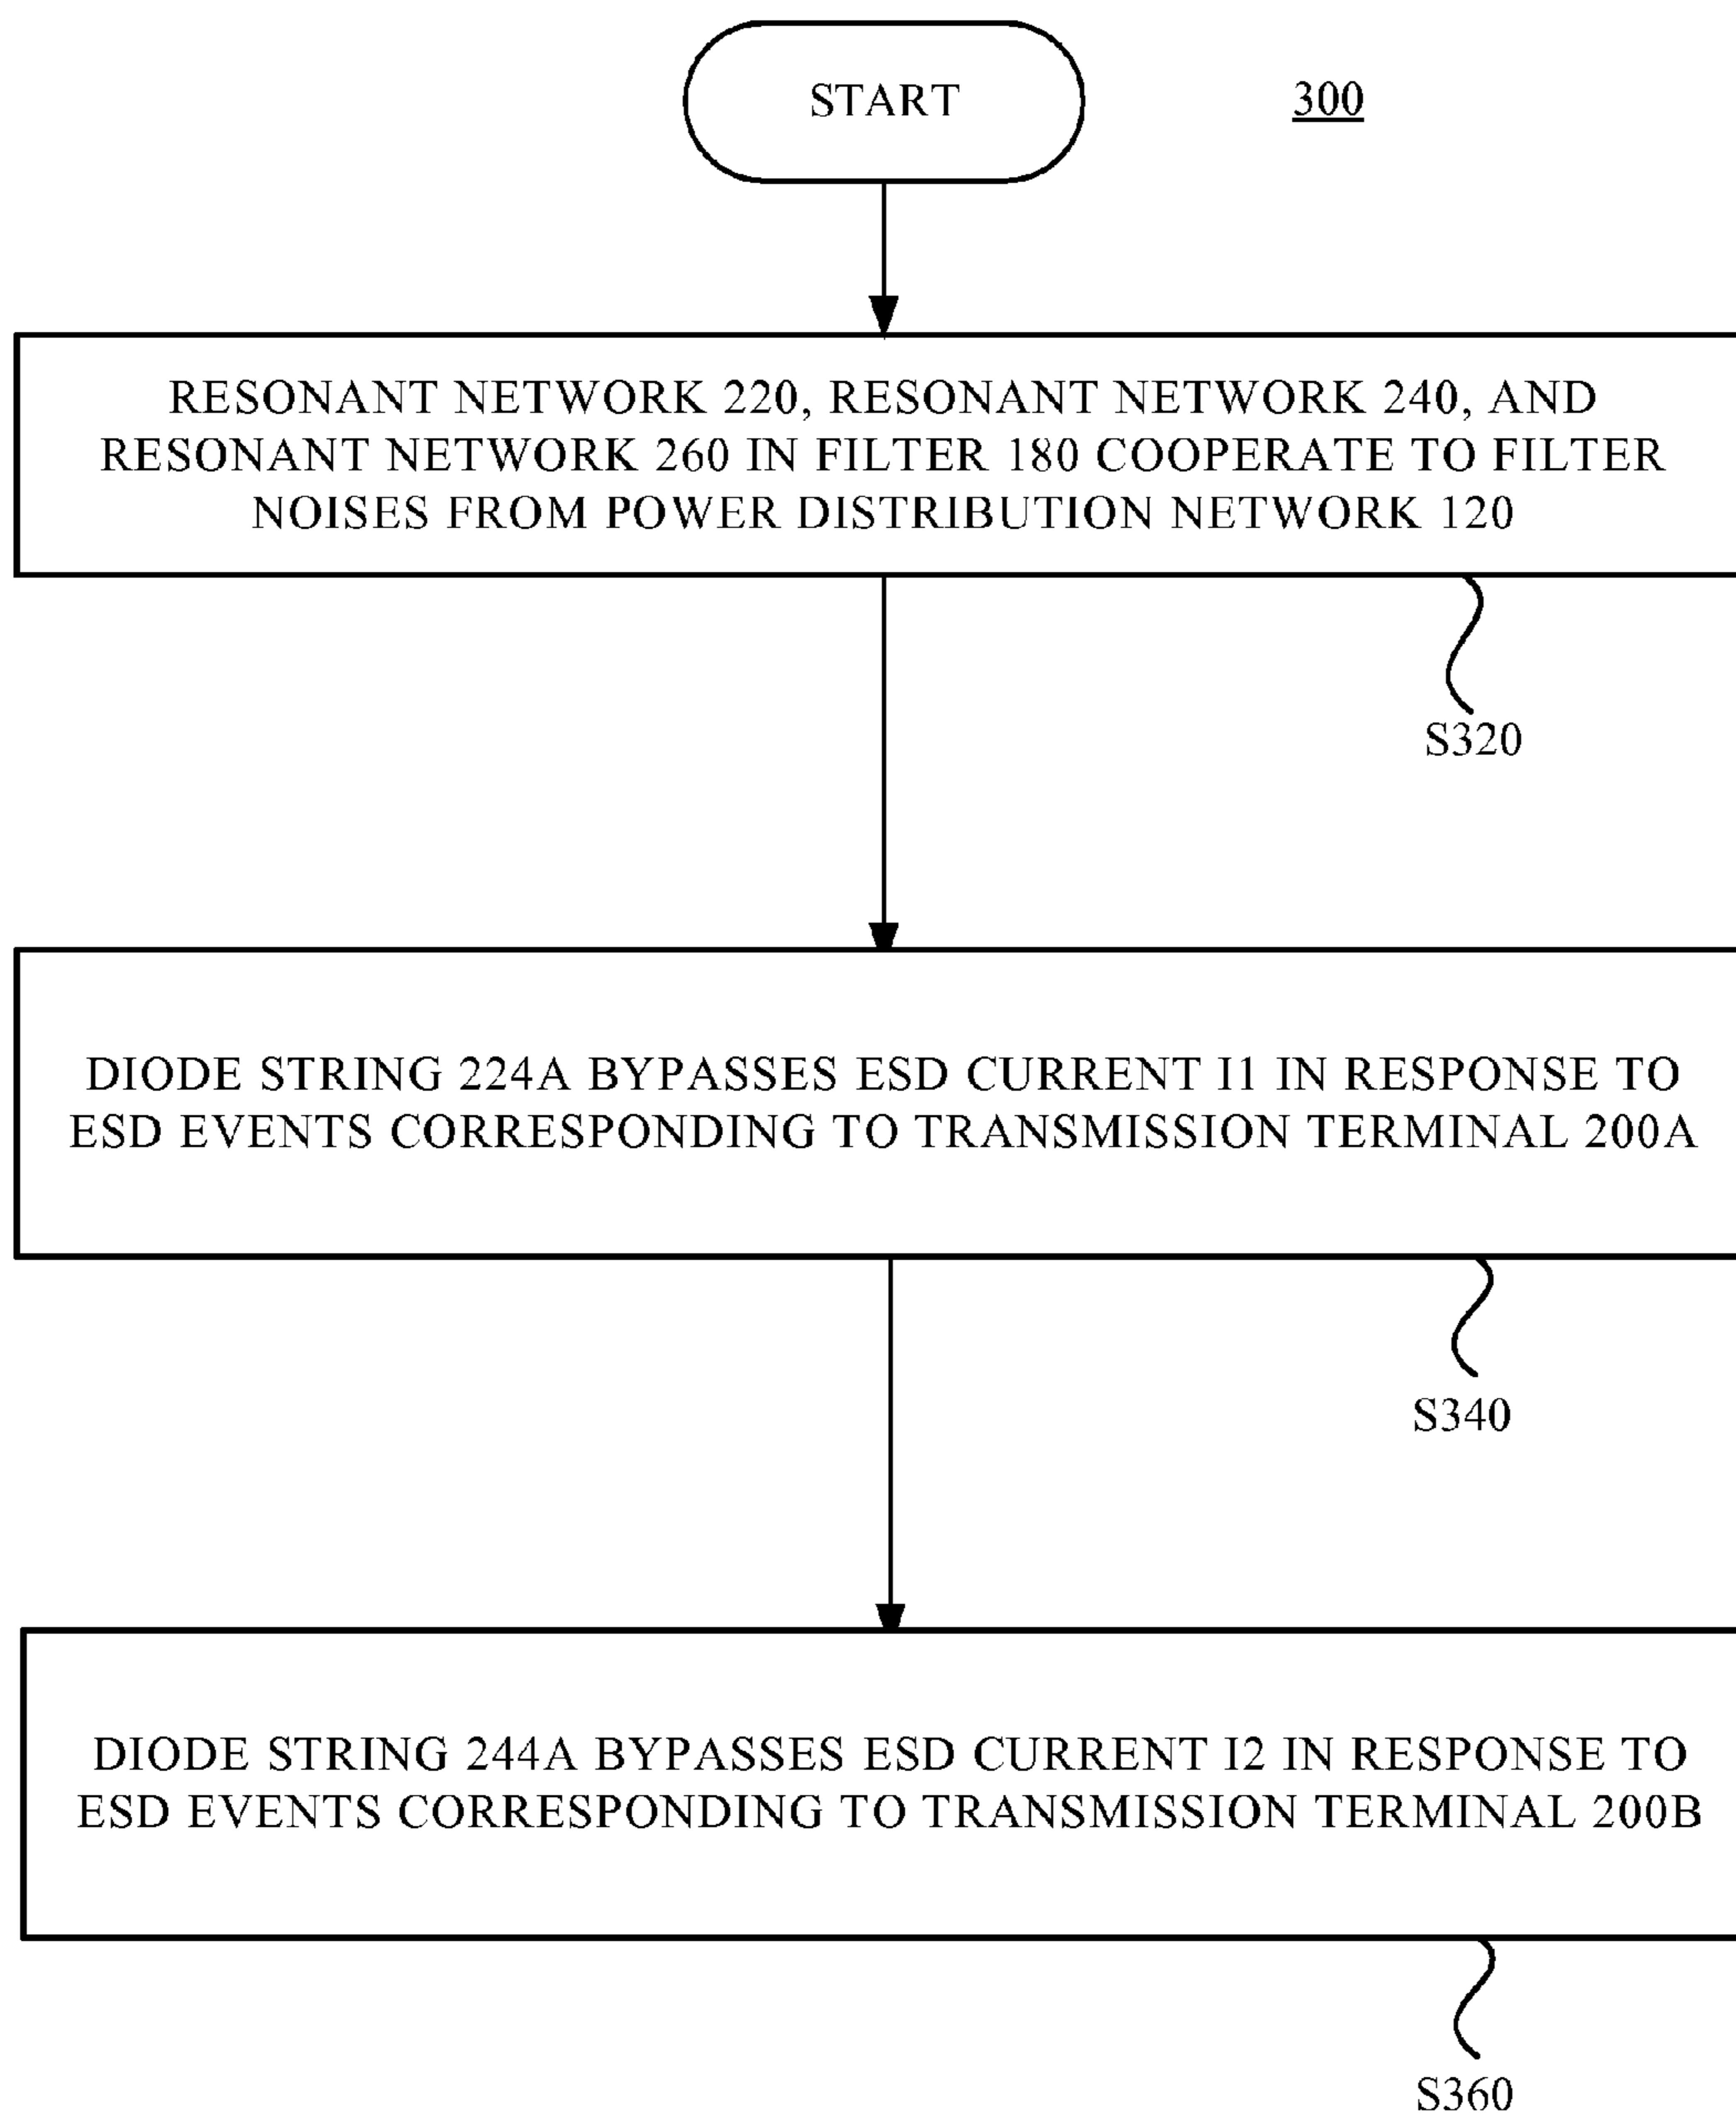 START
300
RESONANT NETWORK 220, RESONANT NETWORK 240, AND
RESONANT NETWORK 260 IN FILTER 180 COOPERATE TO FILTER
NOISES FROM POWER DISTRIBUTION NETWORK 120
S320
DIODE STRING 224A BYPASSES ESD CURRENT I1 IN RESPONSE TO
ESD EVENTS CORRESPONDING TO TRANSMISSION TERMINAL 200A
S340
DIODE STRING 244A BYPASSES ESD CURRENT I2 IN RESPONSE TO
ESD EVENTS CORRESPONDING TO TRANSMISSION TERMINAL 200B
S360